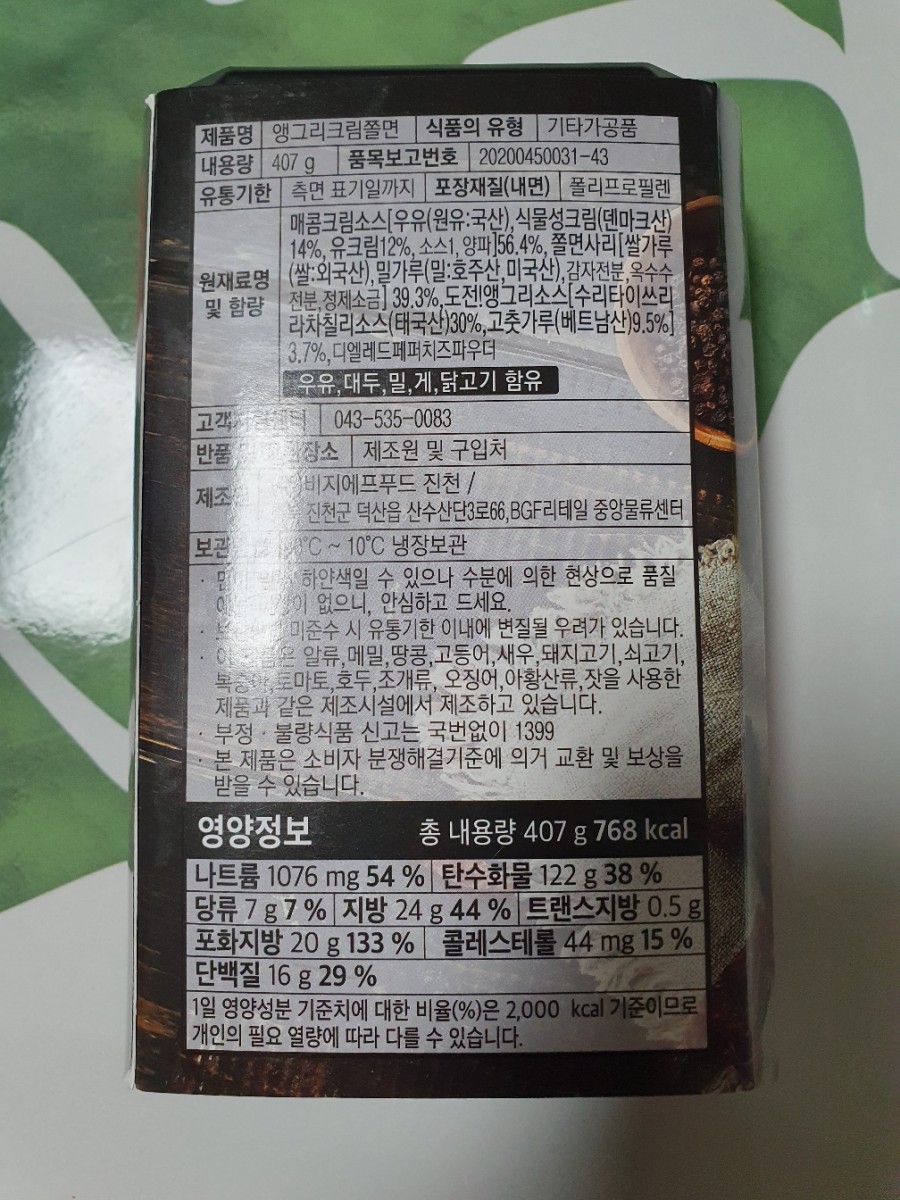 제품명 앵그리크림쫄면 식품의 유형 기타가공품
내용량 407 g 품목보고번호 20200450031-43
유통기한 측면 표기일까지 포장재질(내면) 폴리프로필렌
원재료명 및 함량
매콤크림소스[우유(원유:국산),식물성크림(덴마크산)
14%,유크림12%,소스1,양파]56.4%,쫄면사리[쌀가루
(쌀:외국산),밀가루(밀:호주산,미국산),감자전분,옥수수
전분,정제소금] 39.3%,도전!앵그리소스[수리타이쓰리
라차칠리소스(태국산)30%,고춧가루(베트남산)9.5%]
3.7%,디엘레드페퍼치즈파우더
우유,대두,밀,게,닭고기 함유
고객 043-535-0083
반품 장소 제조원 및 구입처
제조 비지에프푸드 진천 /
진천군 덕산읍 산수산단3로66,BGF리테일 중앙물류센터
보관 0℃ ~ 10℃ 냉장보관
· 하얀색일 수 있으나 수분에 의한 현상으로 품질
이 없으니, 안심하고 드세요.
· 미준수 시 유통기한 이내에 변질될 우려가 있습니다.
· 은 알류,메밀,땅콩,고등어,새우,돼지고기,쇠고기,
토마토,호두,조개류, 오징어,아황산류,잣을 사용한
제품과 같은 제조시설에서 제조하고 있습니다.
· 부정 · 불량식품 신고는 국번없이 1399
· 본 제품은 소비자 분쟁해결기준에 의거 교환 및 보상을
받을 수 있습니다.
영양정보 총 내용량 407 g 768 kcal
나트륨 1076 mg 54 % 탄수화물 122 g 38 %
당류 7 g 7 % 지방 24 g 44 % 트랜스지방 0.5 g
포화지방 20 g 133 % 콜레스테롤 44 mg 15 %
단백질 16 g 29 %
1일 영양성분 기준치에 대한 비율(%)은 2,000 kcal 기준이므로
개인의 필요 열량에 따라 다를 수 있습니다.